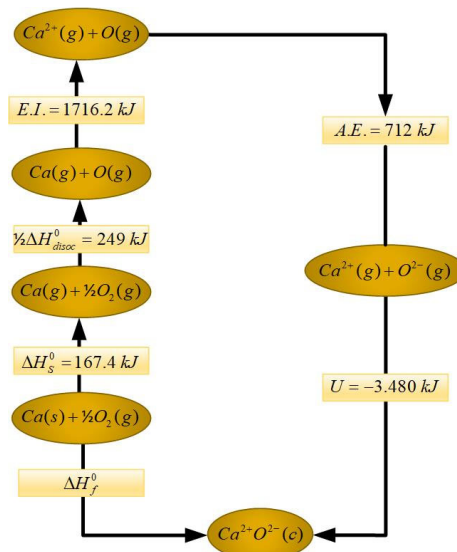 Ca²⁺(g) + O(g)
E.I. = 1716.2 kJ
A.E. = 712 kJ
Ca(g) + O(g)
½ΔH⁰disoc = 249 kJ
Ca²⁺(g) + O²⁻(g)
Ca(g) + ½O₂(g)
ΔH⁰S = 167.4 kJ
U = −3.480 kJ
Ca(s) + ½O₂(g)
ΔH⁰f
Ca²⁺O²⁻(c)